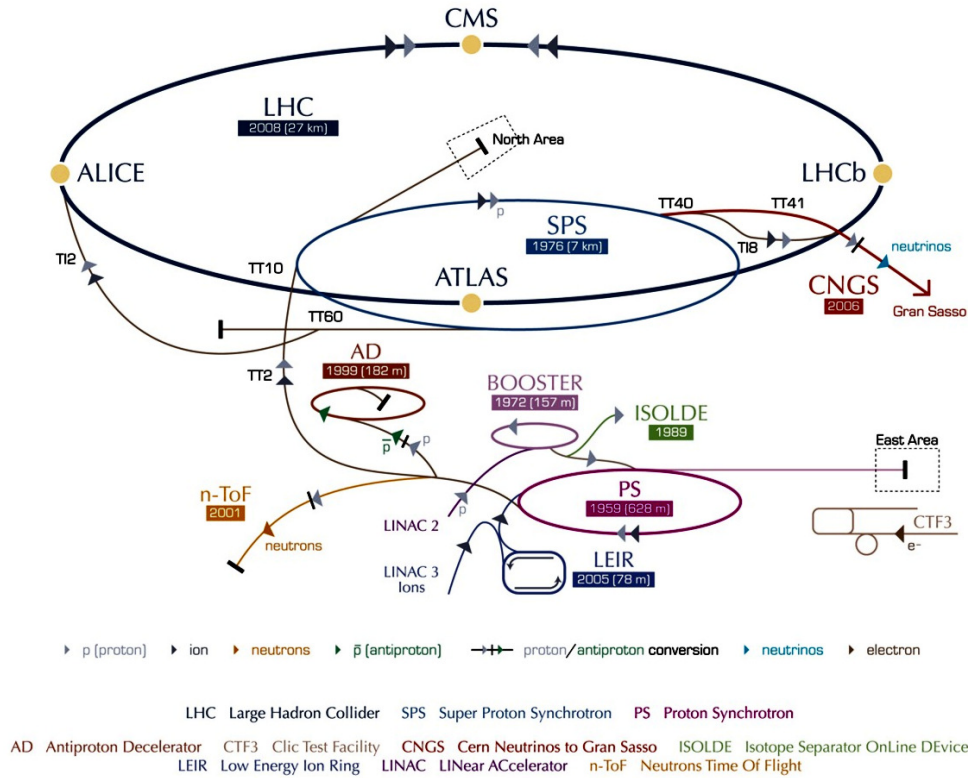 CMS
LHC
2008 (27 km)
North Area
ALICE
LHCb
p
TT40
TT41
SPS
1976 (7 km)
TI8
neutrinos
TI2
TT10
ATLAS
CNGS
2006
Gran Sasso
TT60
AD
1999 (182 m)
TT2
BOOSTER
1972 (157 m)
ISOLDE
1989
p̄
p
East Area
n-ToF
2001
PS
1959 (628 m)
LINAC 2
p
neutrons
CTF3
e-
LEIR
2005 (78 m)
LINAC 3
Ions
p (proton) ion neutrons p̄ (antiproton) proton/antiproton conversion neutrinos electron
LHC Large Hadron Collider SPS Super Proton Synchrotron PS Proton Synchrotron
AD Antiproton Decelerator CTF3 Clic Test Facility CNGS Cern Neutrinos to Gran Sasso ISOLDE Isotope Separator OnLine DEvice
LEIR Low Energy Ion Ring LINAC LINear ACcelerator n-ToF Neutrons Time Of Flight